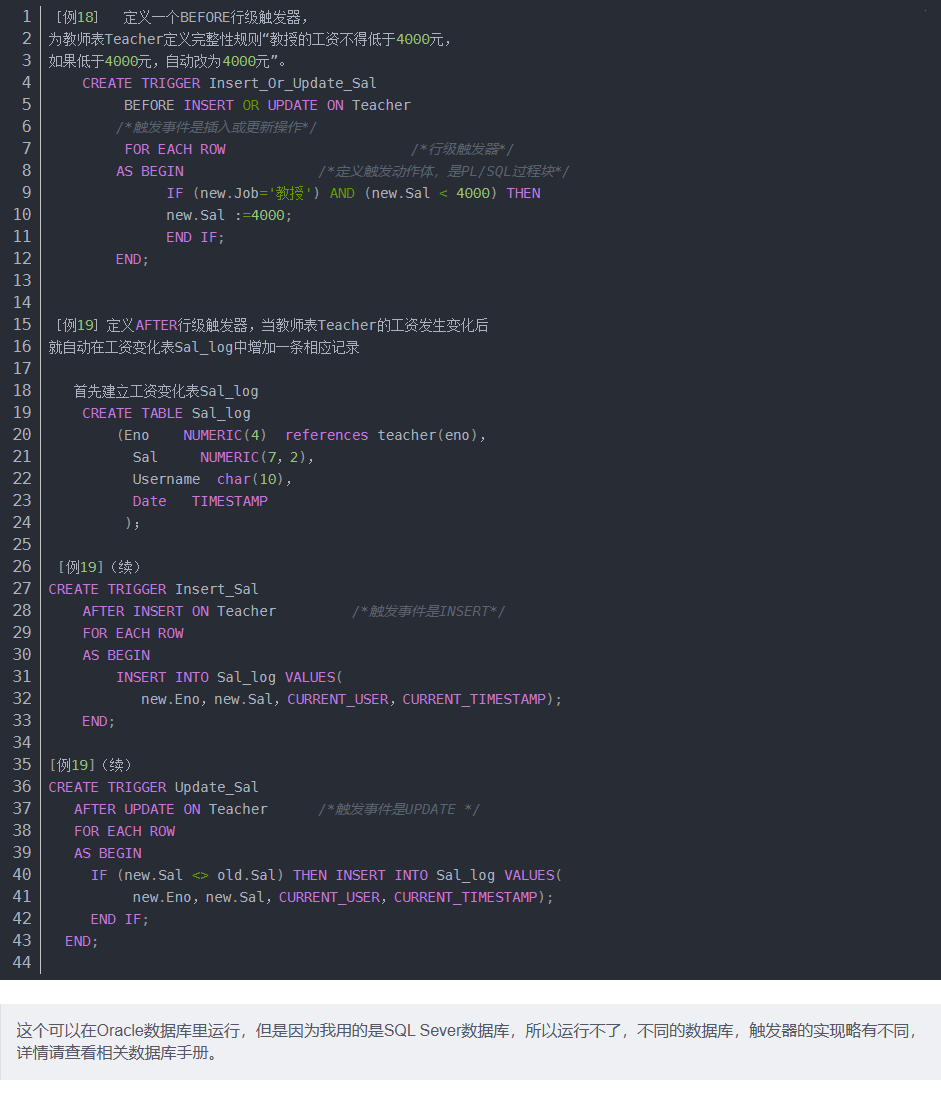 1 [例18]   定义一个BEFORE行级触发器，
2 为教师表Teacher定义完整性规则“教授的工资不得低于4000元，
3 如果低于4000元，自动改为4000元”。
4     CREATE TRIGGER Insert_Or_Update_Sal
5          BEFORE INSERT OR UPDATE ON Teacher
6         /*触发事件是插入或更新操作*/
7          FOR EACH ROW                      /*行级触发器*/
8         AS BEGIN                /*定义触发动作体，是PL/SQL过程块*/
9               IF (new.Job='教授') AND (new.Sal < 4000) THEN
10               new.Sal :=4000;
11               END IF;
12         END;
13
14
15 [例19] 定义AFTER行级触发器，当教师表Teacher的工资发生变化后
16 就自动在工资变化表Sal_log中增加一条相应记录
17
18    首先建立工资变化表Sal_log
19     CREATE TABLE Sal_log
20         (Eno    NUMERIC(4)  references teacher(eno)，
21           Sal     NUMERIC(7，2)，
22           Username  char(10)，
23           Date   TIMESTAMP
24          )；
25
26  [例19]（续）
27 CREATE TRIGGER Insert_Sal
28     AFTER INSERT ON Teacher         /*触发事件是INSERT*/
29     FOR EACH ROW
30     AS BEGIN
31         INSERT INTO Sal_log VALUES(
32            new.Eno，new.Sal，CURRENT_USER，CURRENT_TIMESTAMP);
33     END;
34
35 [例19]（续）
36 CREATE TRIGGER Update_Sal
37    AFTER UPDATE ON Teacher      /*触发事件是UPDATE */
38    FOR EACH ROW
39    AS BEGIN
40      IF (new.Sal <> old.Sal) THEN INSERT INTO Sal_log VALUES(
41           new.Eno，new.Sal，CURRENT_USER，CURRENT_TIMESTAMP);
42      END IF;
43   END;
44
这个可以在Oracle数据库里运行，但是因为我用的是SQL Sever数据库，所以运行不了，不同的数据库，触发器的实现略有不同，
详情请查看相关数据库手册。